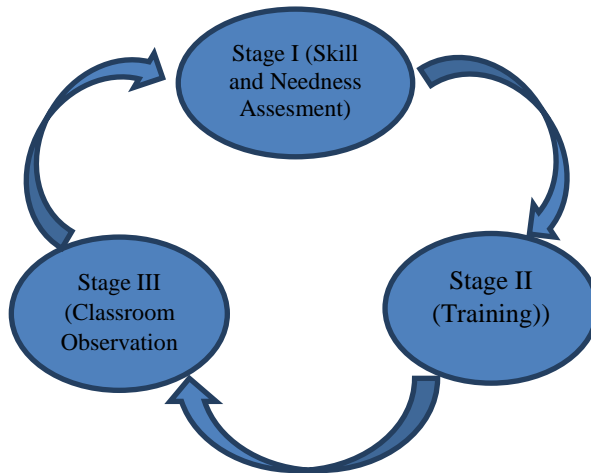 Stage I (Skill
and Needness
Assesment)
Stage II
(Training))
Stage III
(Classroom
Observation